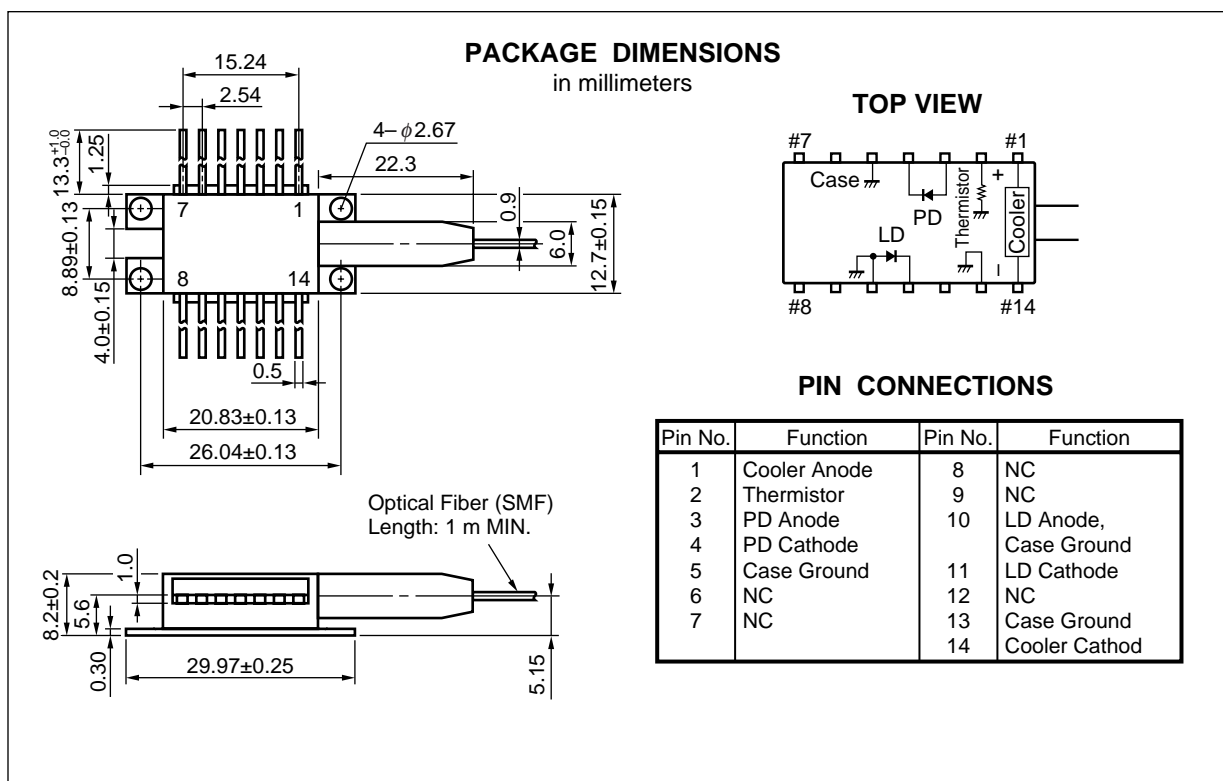 PACKAGE DIMENSIONS
in millimeters
15.24
2.54
13.3 +1.0 −0.0
1.25
4–φ2.67
22.3
7
1
0.9
6.0
12.7±0.15
8.89±0.13
4.0±0.15
8
14
0.5
20.83±0.13
26.04±0.13
Optical Fiber (SMF)
Length: 1 m MIN.
1.0
8.2±0.2
5.6
0.30
29.97±0.25
5.15
TOP VIEW
#7
#1
Case
PD
Thermistor
+
Cooler
LD
–
#8
#14
PIN CONNECTIONS
Pin No. Function Pin No. Function
1 Cooler Anode 8 NC
2 Thermistor 9 NC
3 PD Anode 10 LD Anode,
4 PD Cathode Case Ground
5 Case Ground 11 LD Cathode
6 NC 12 NC
7 NC 13 Case Ground
14 Cooler Cathod